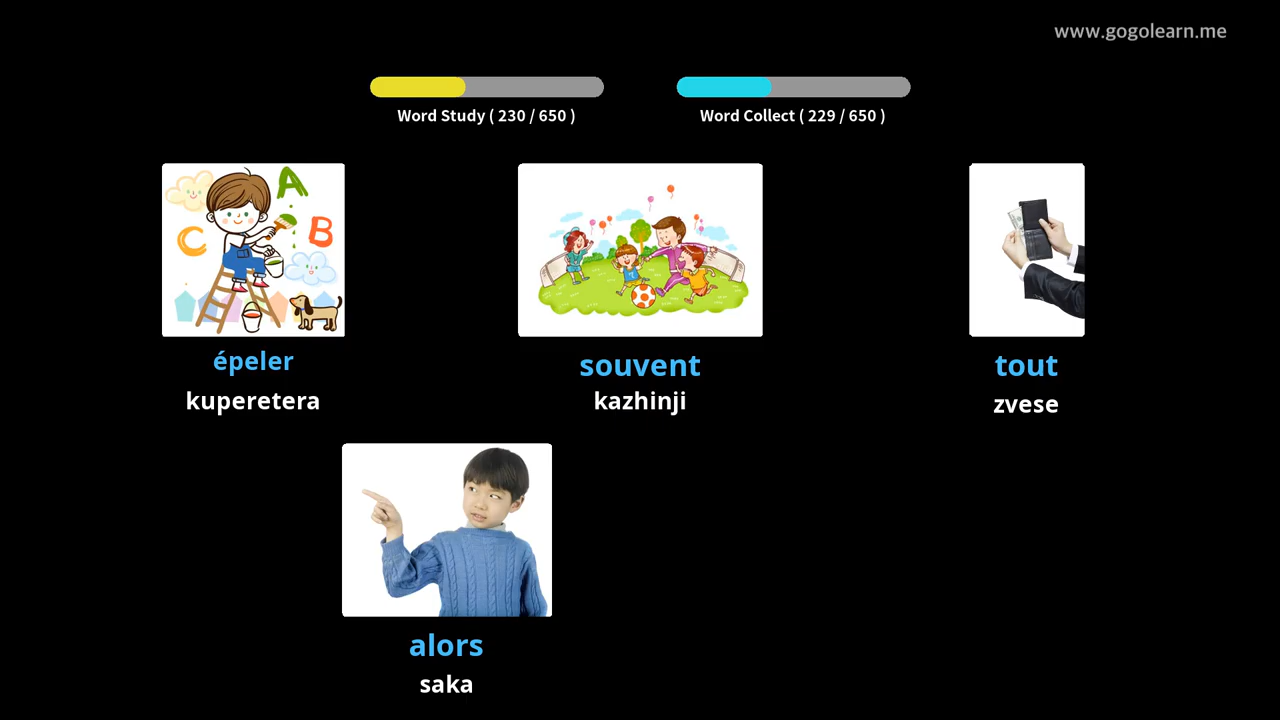 www.gogolearn.me
Word Study ( 230 / 650 )
Word Collect ( 229 / 650 )
A
B
C
épeler
kuperetera
souvent
kazhinji
tout
zvese
alors
saka